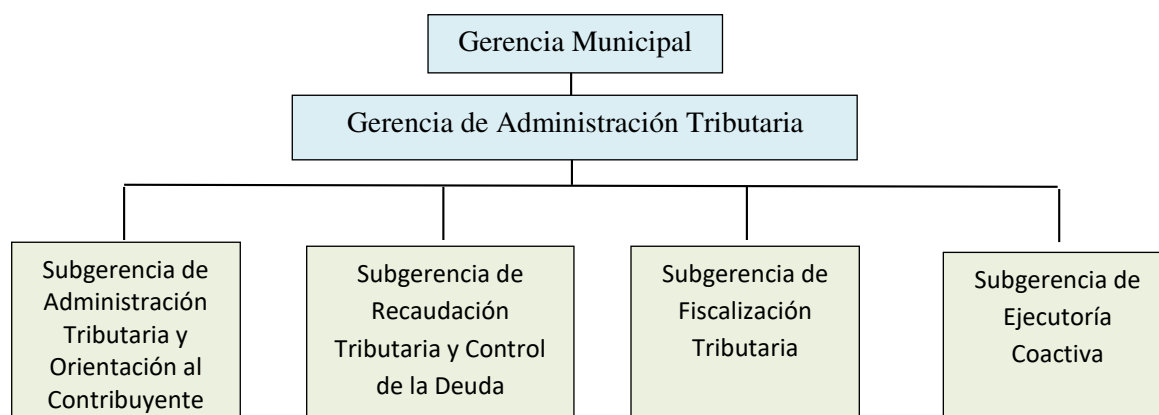 Gerencia Municipal
Gerencia de Administración Tributaria
Subgerencia de
Administración
Tributaria y
Orientación al
Contribuyente
Subgerencia de
Recaudación
Tributaria y Control
de la Deuda
Subgerencia de
Fiscalización
Tributaria
Subgerencia de
Ejecutoría
Coactiva